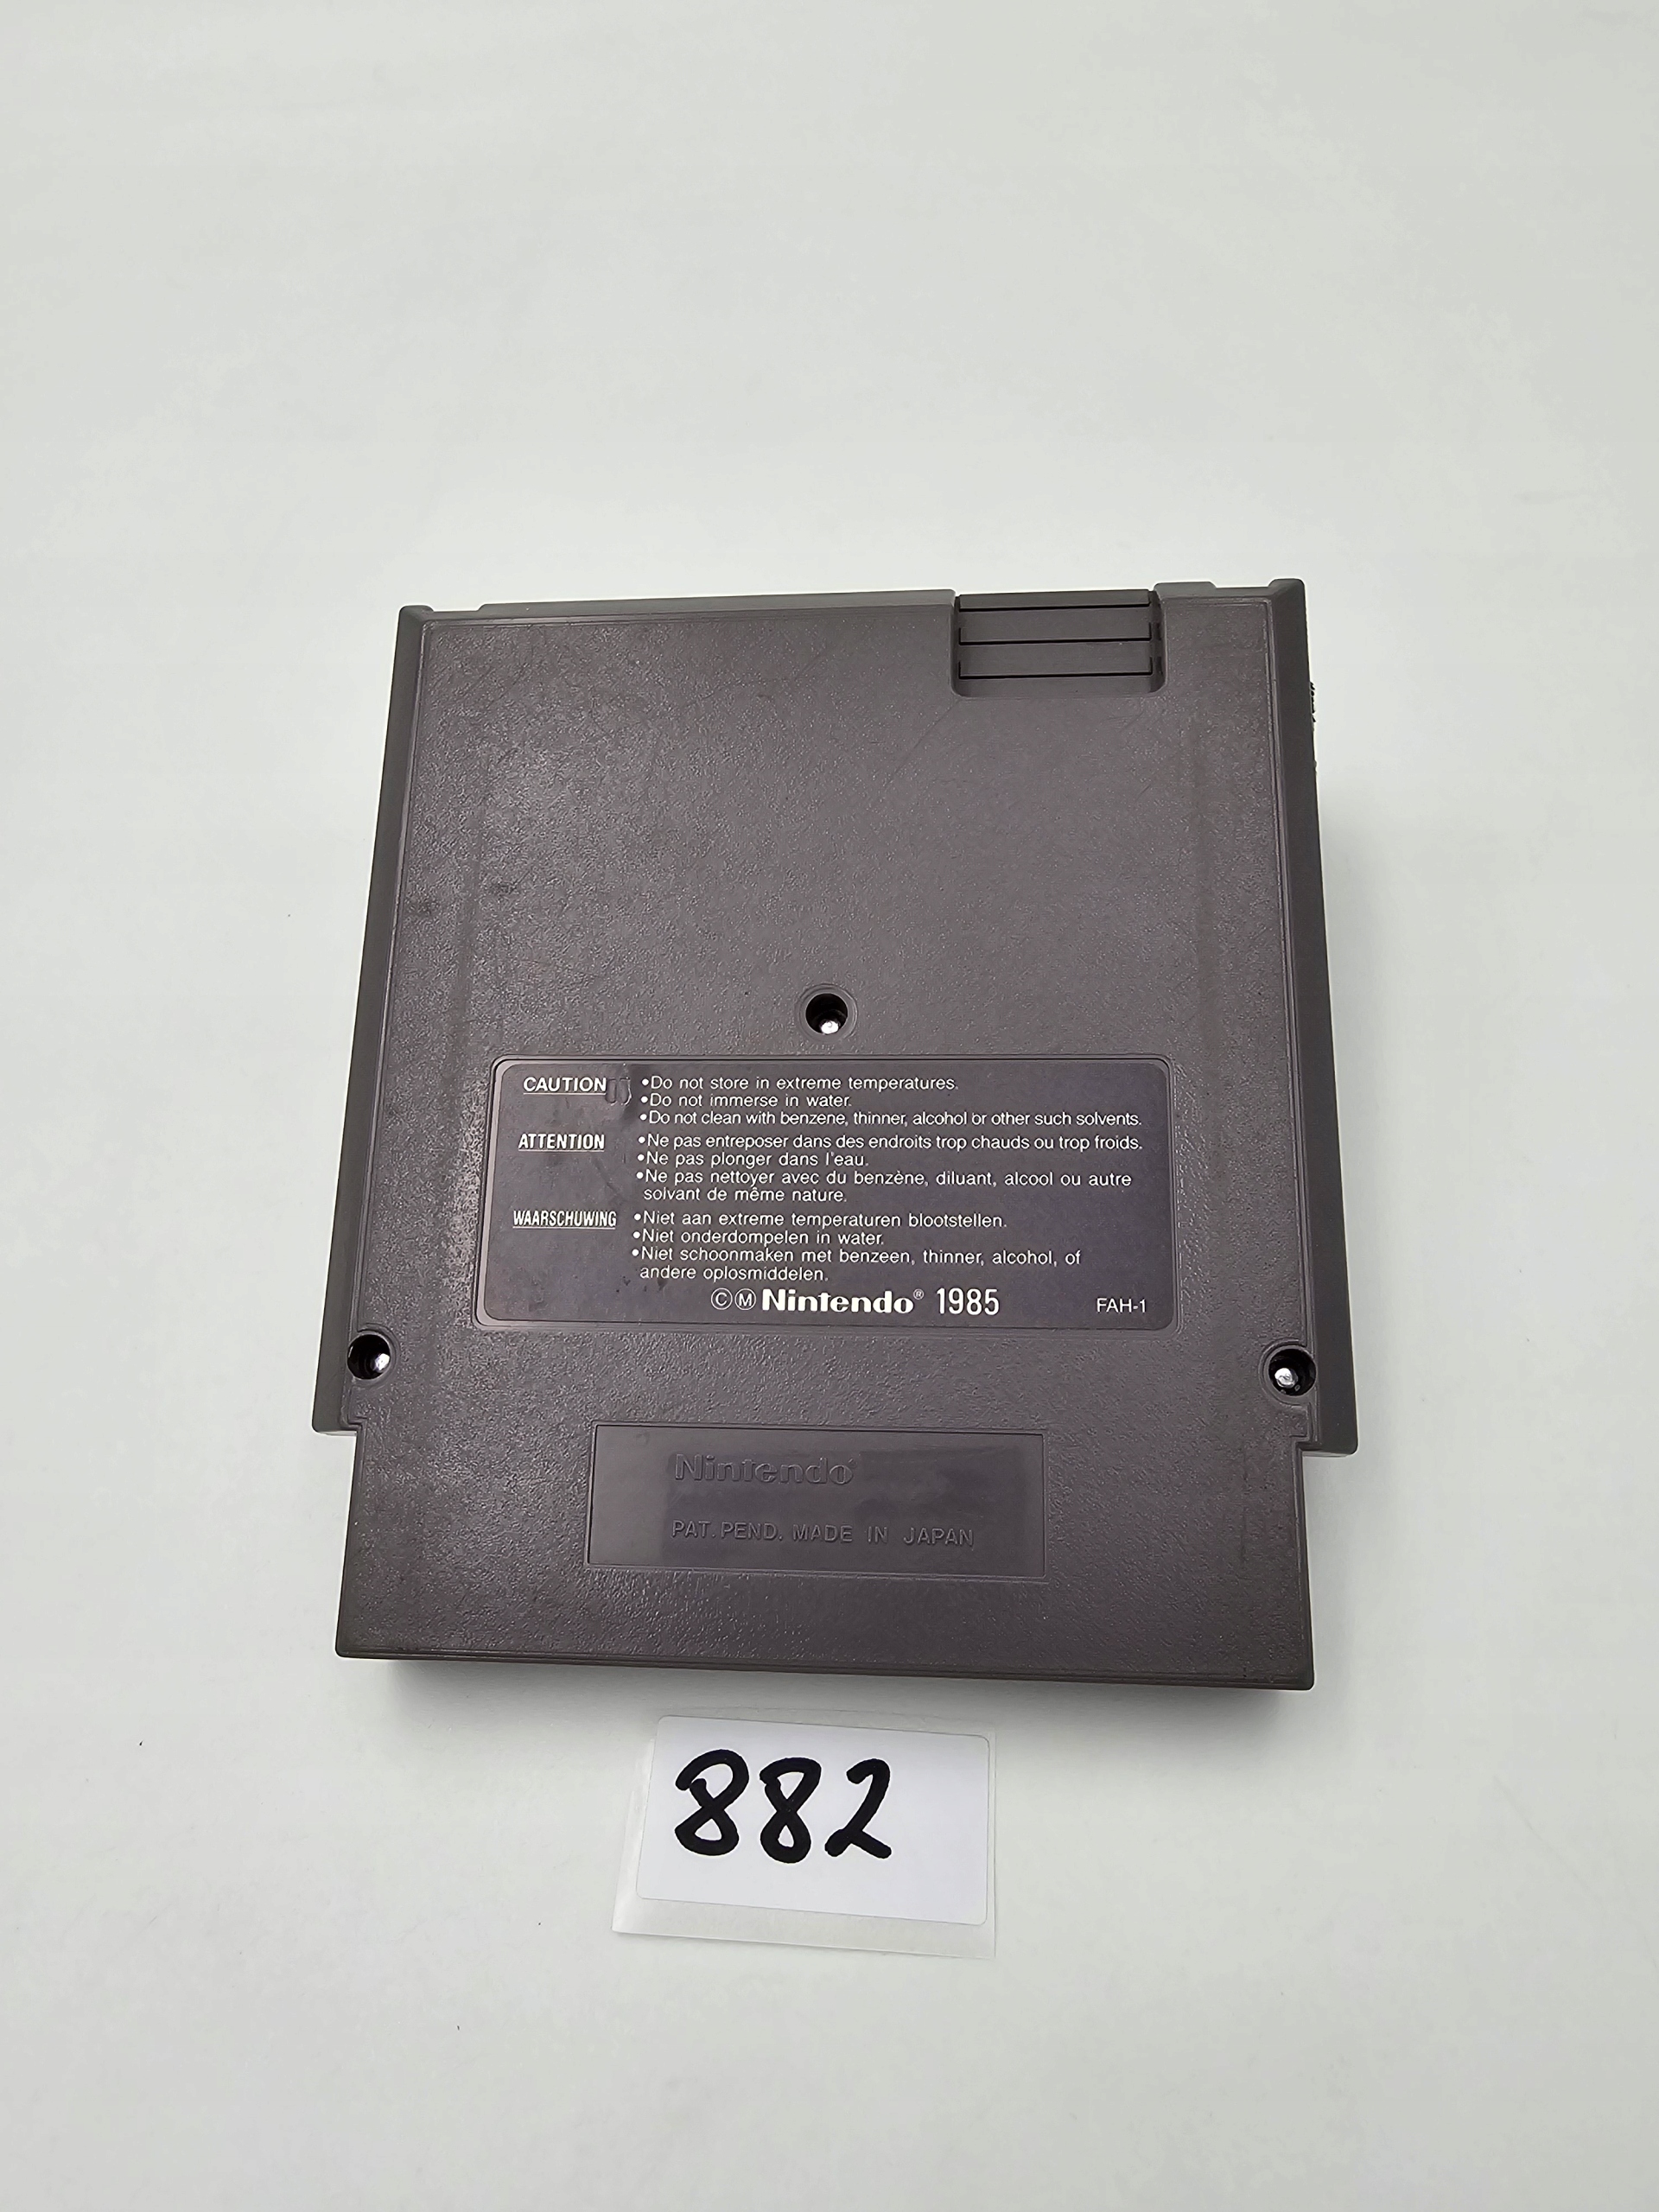 CAUTION •Do not store in extreme temperatures.
•Do not immerse in water.
•Do not clean with benzene, thinner, alcohol or other such solvents.
ATTENTION •Ne pas entreposer dans des endroits trop chauds ou trop froids.
•Ne pas plonger dans l'eau.
•Ne pas nettoyer avec du benzène, diluant, alcool ou autre
solvant de même nature.
WAARSCHUWING •Niet aan extreme temperaturen blootstellen.
•Niet onderdompelen in water.
•Niet schoonmaken met benzeen, thinner, alcohol, of
andere oplosmiddelen.
ⒸⓂ Nintendo® 1985 FAH-1
Nintendo
PAT. PEND. MADE IN JAPAN
882